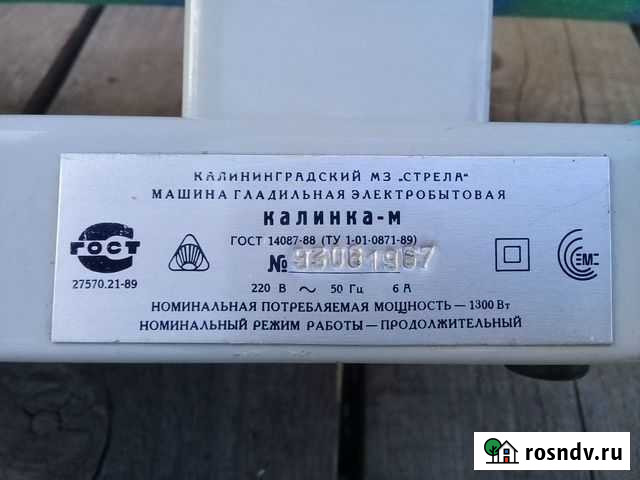 КАЛИНИНГРАДСКИЙ МЗ „СТРЕЛА"
МАШИНА ГЛАДИЛЬНАЯ ЭЛЕКТРОБЫТОВАЯ
КАЛИНКА-М
ГОСТ 14087-88 (ТУ 1-01-0871-89)
ГОСТ
27570.21-89
№ 93061967
ЕМС
220 В ~ 50 Гц 6 А
НОМИНАЛЬНАЯ ПОТРЕБЛЯЕМАЯ МОЩНОСТЬ — 1300 Вт
НОМИНАЛЬНЫЙ РЕЖИМ РАБОТЫ — ПРОДОЛЖИТЕЛЬНЫЙ
rosndv.ru